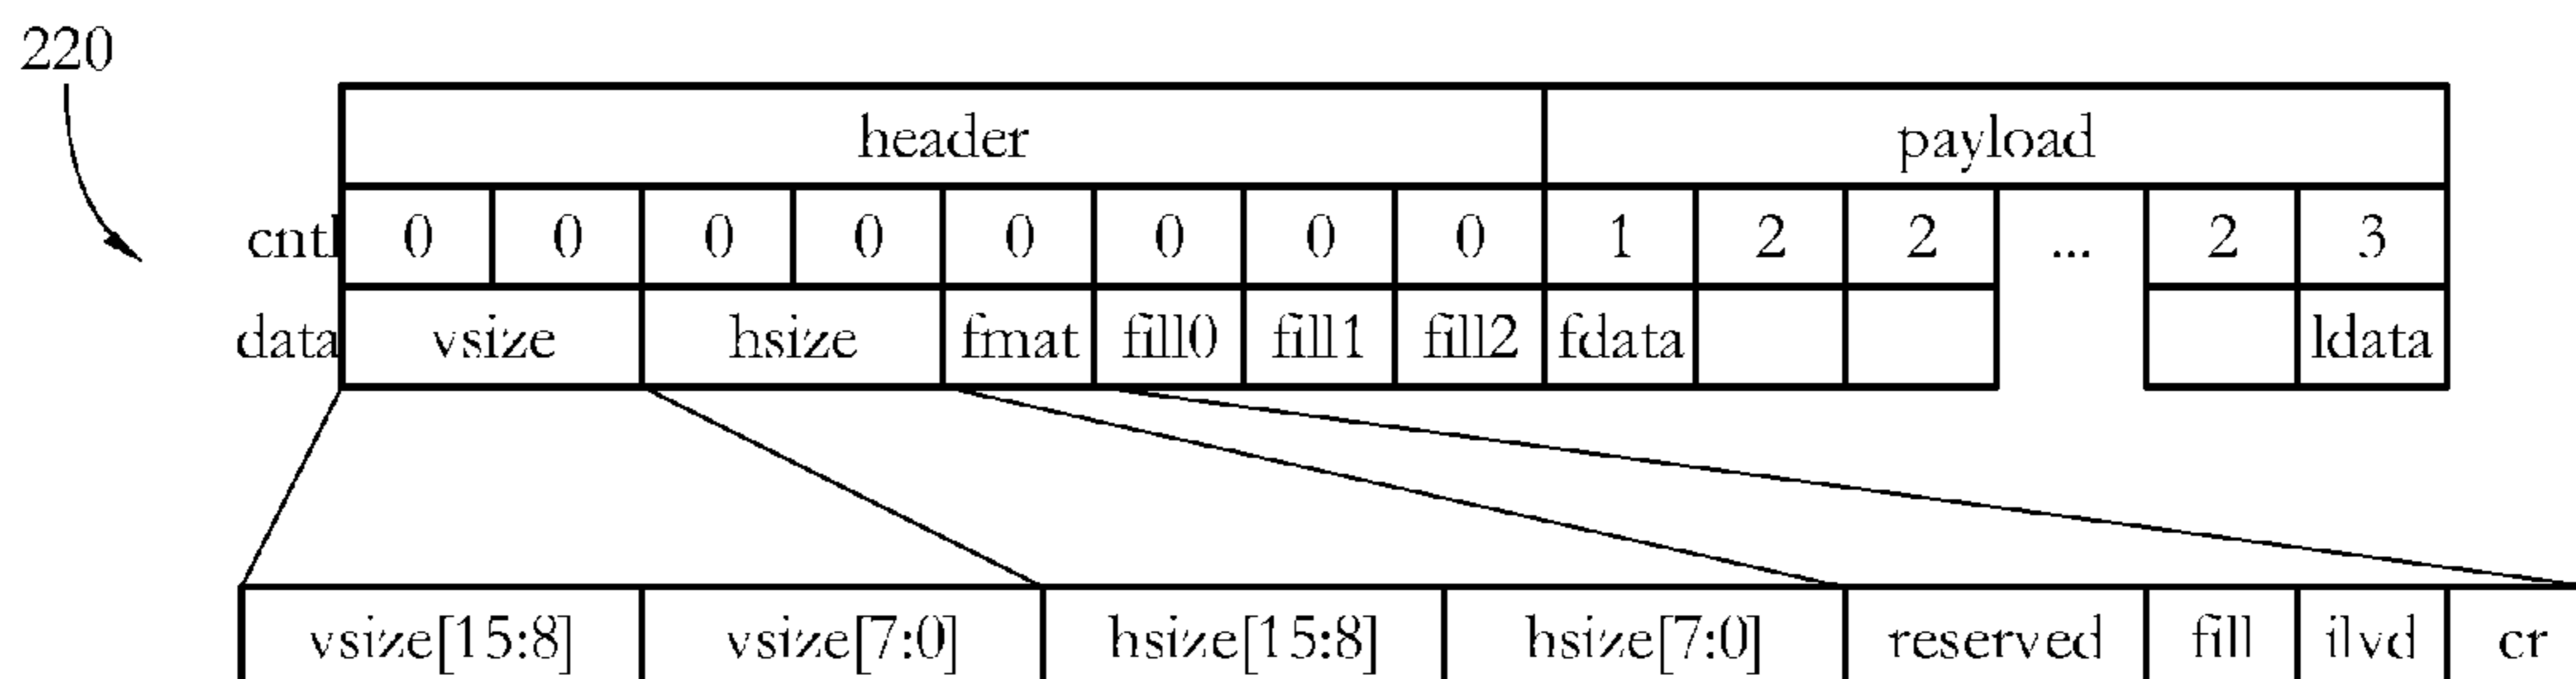 220
header payload
cntl 0 0 0 0 0 0 0 0 1 2 2 ... 2 3
data vsize hsize fmat fill0 fill1 fill2 fdata ldata
vsize[15:8] vsize[7:0] hsize[15:8] hsize[7:0] reserved fill ilvd cr